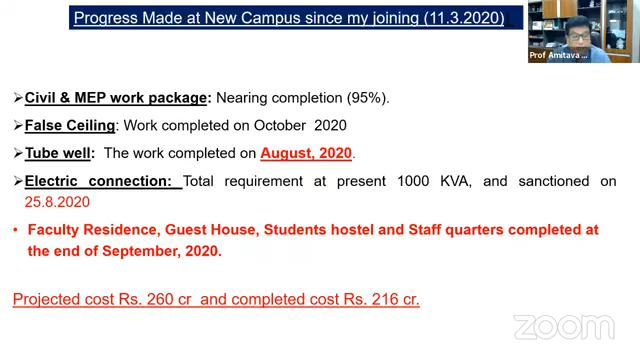 Progress Made at New Campus since my joining (11.3.2020)
Prof Amitava ...
➢Civil & MEP work package: Nearing completion (95%).
➢False Ceiling: Work completed on October 2020
➢Tube well: The work completed on August, 2020.
➢Electric connection: Total requirement at present 1000 KVA, and sanctioned on
25.8.2020
• Faculty Residence, Guest House, Students hostel and Staff quarters completed at
the end of September, 2020.
Projected cost Rs. 260 cr and completed cost Rs. 216 cr.
zoom